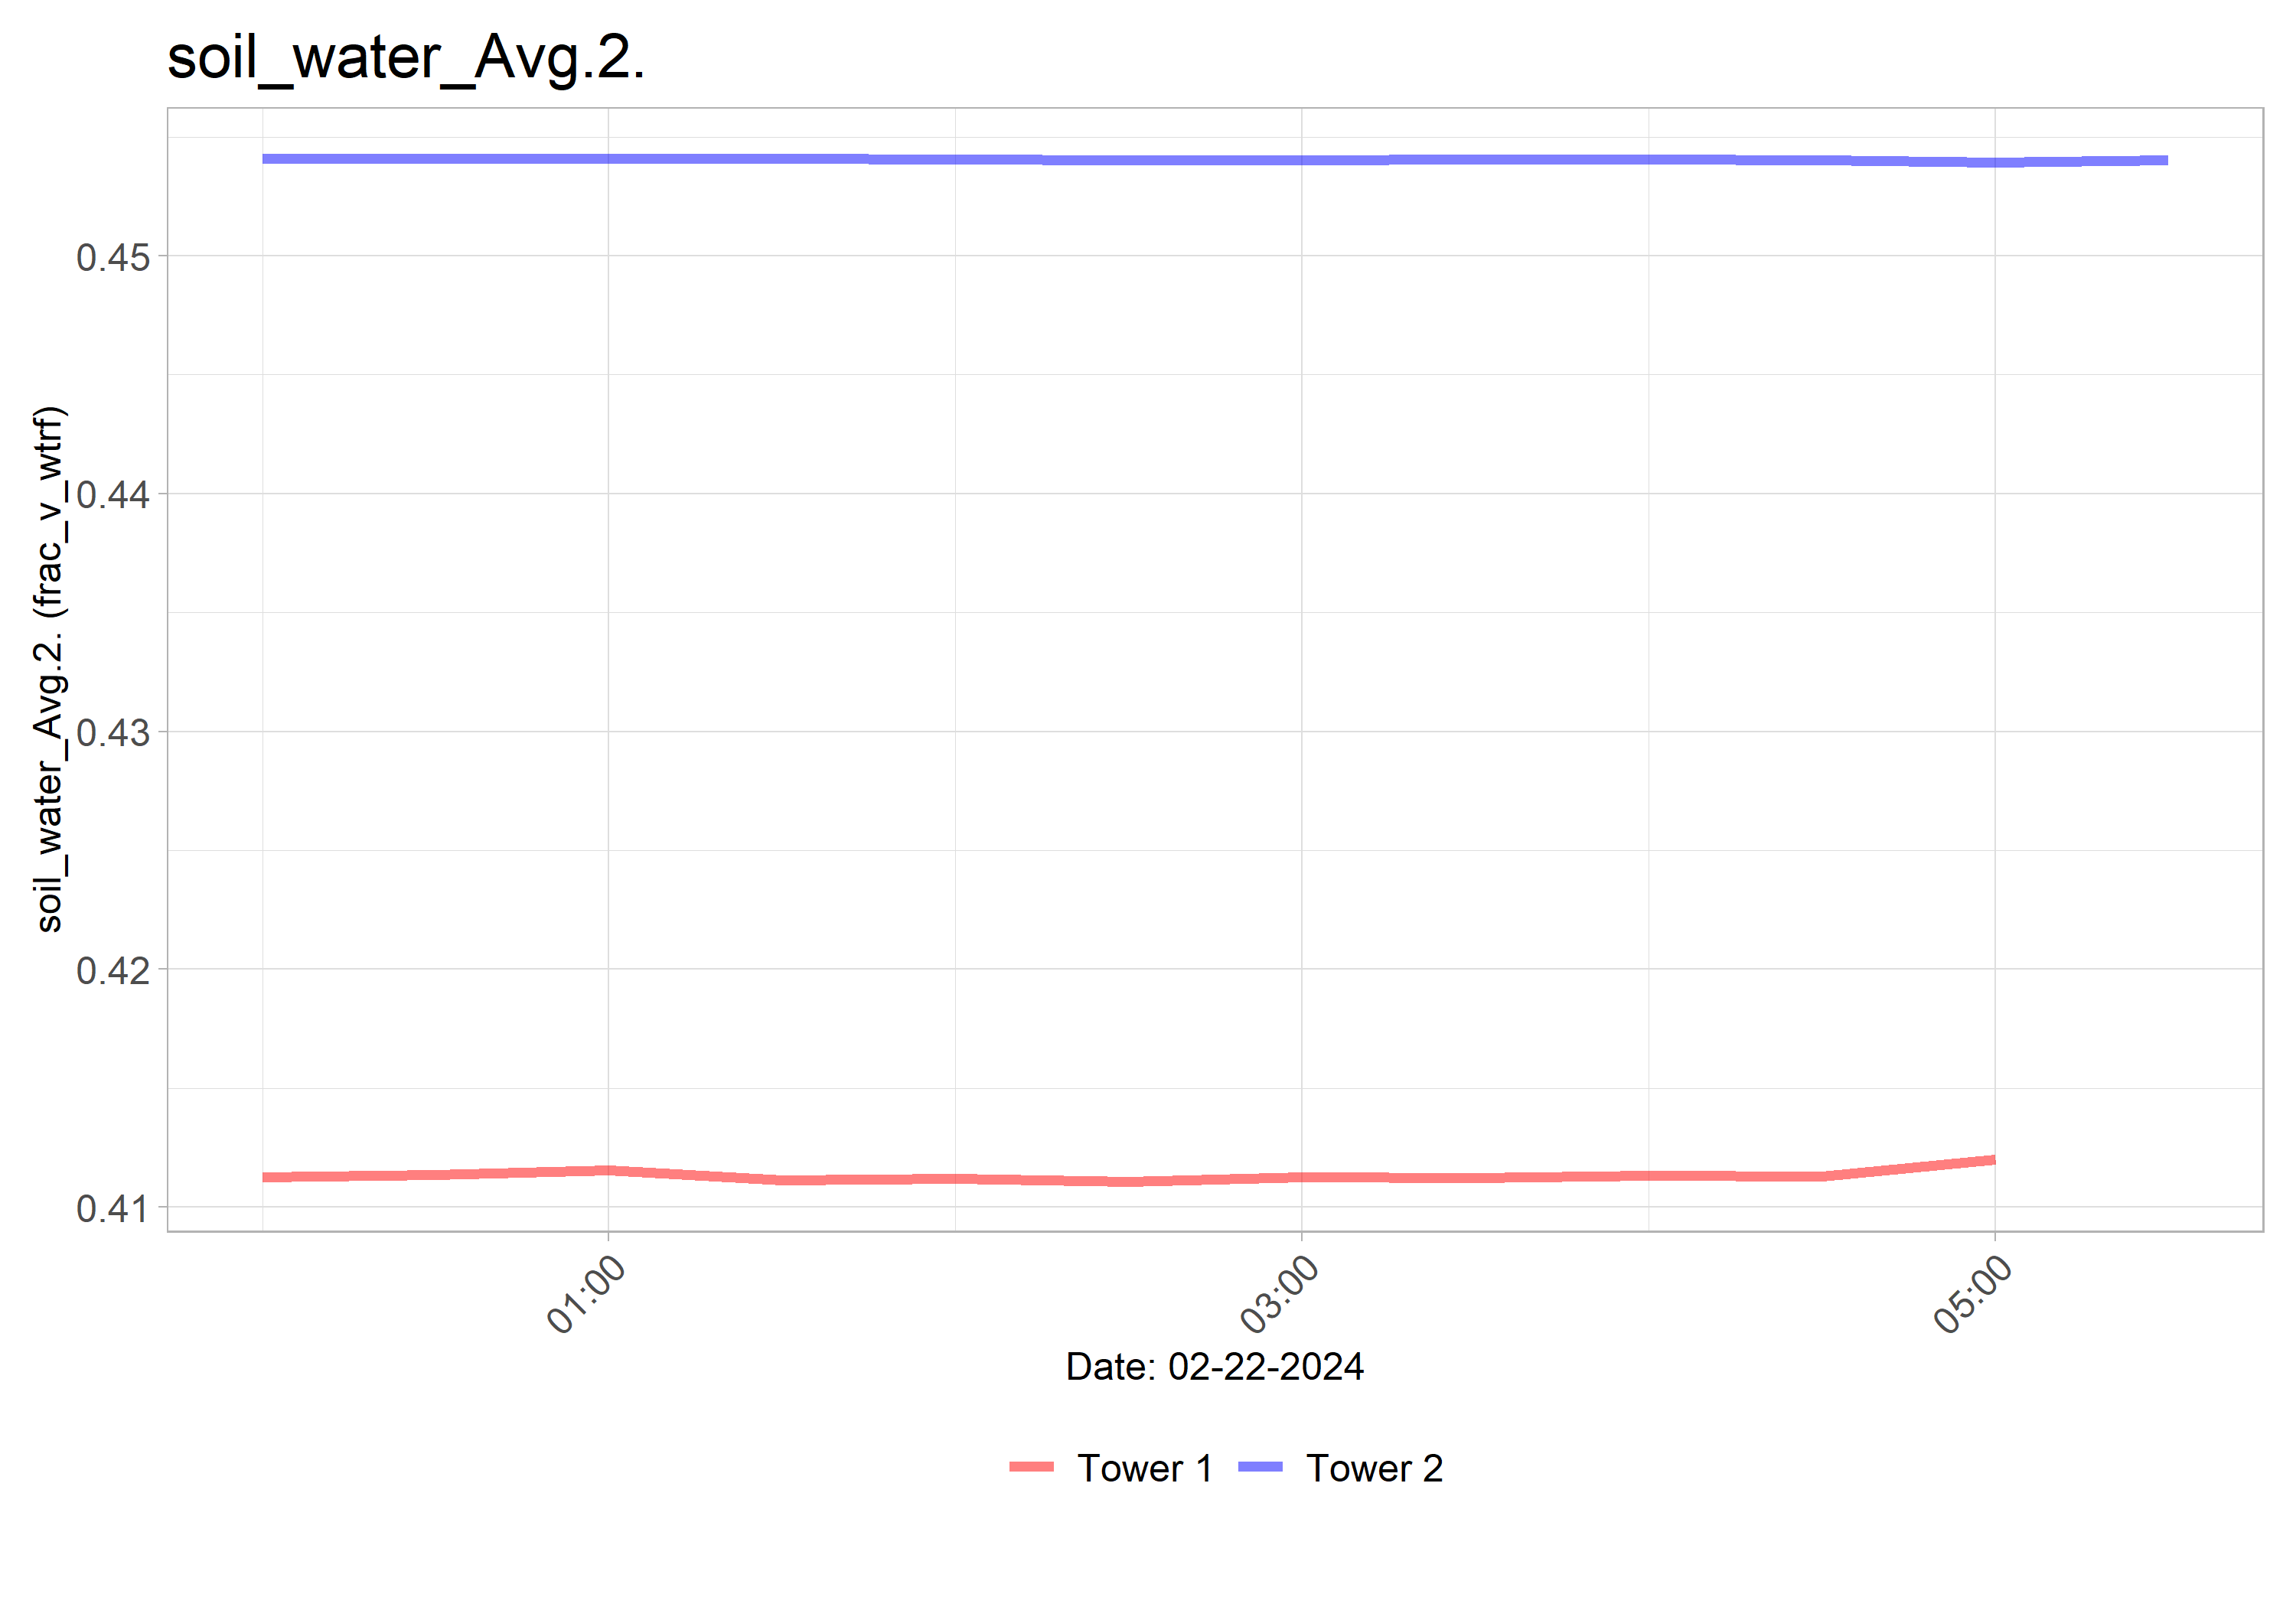 soil_water_Avg.2.
soil_water_Avg.2. (frac_v_wtrf)
0.45
0.44
0.43
0.42
0.41
01:00
03:00
05:00
Date: 02-22-2024
Tower 1
Tower 2